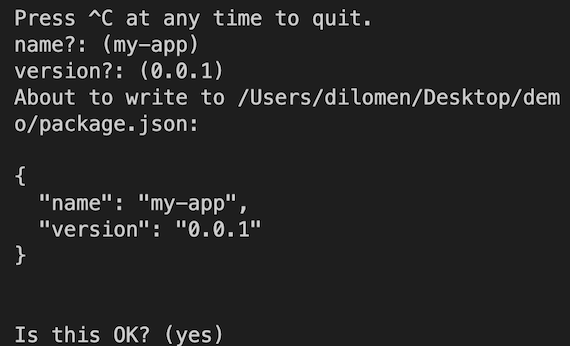 Press ^C at any time to quit.
name?: (my-app)
version?: (0.0.1)
About to write to /Users/dilomen/Desktop/dem
o/package.json:
{
  "name": "my-app",
  "version": "0.0.1"
}
Is this OK? (yes)